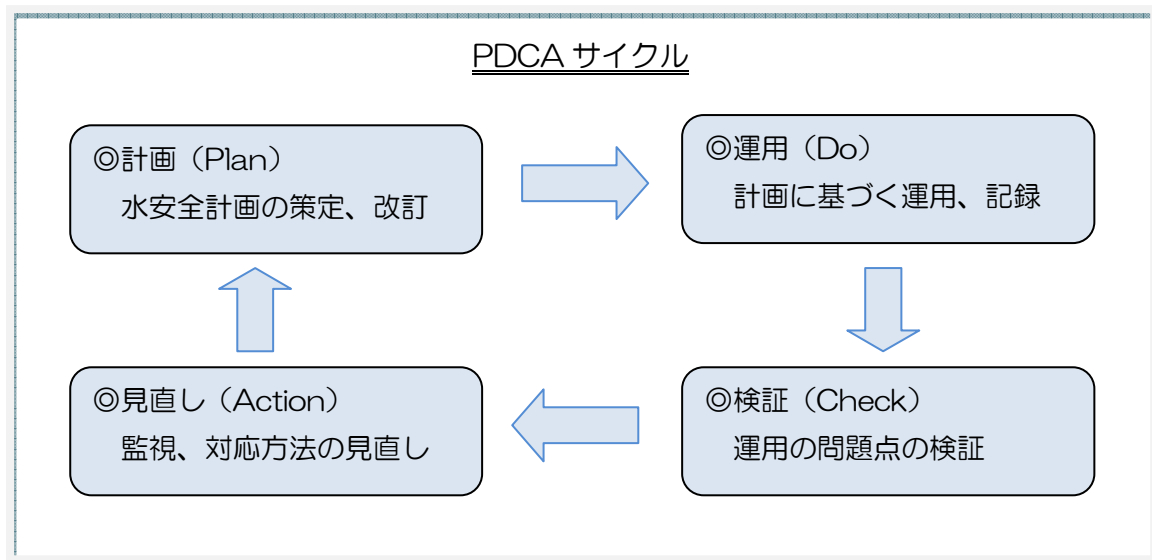 PDCA サイクル
◎計画（Plan）
水安全計画の策定、改訂
◎運用（Do）
計画に基づく運用、記録
◎見直し（Action）
監視、対応方法の見直し
◎検証（Check）
運用の問題点の検証